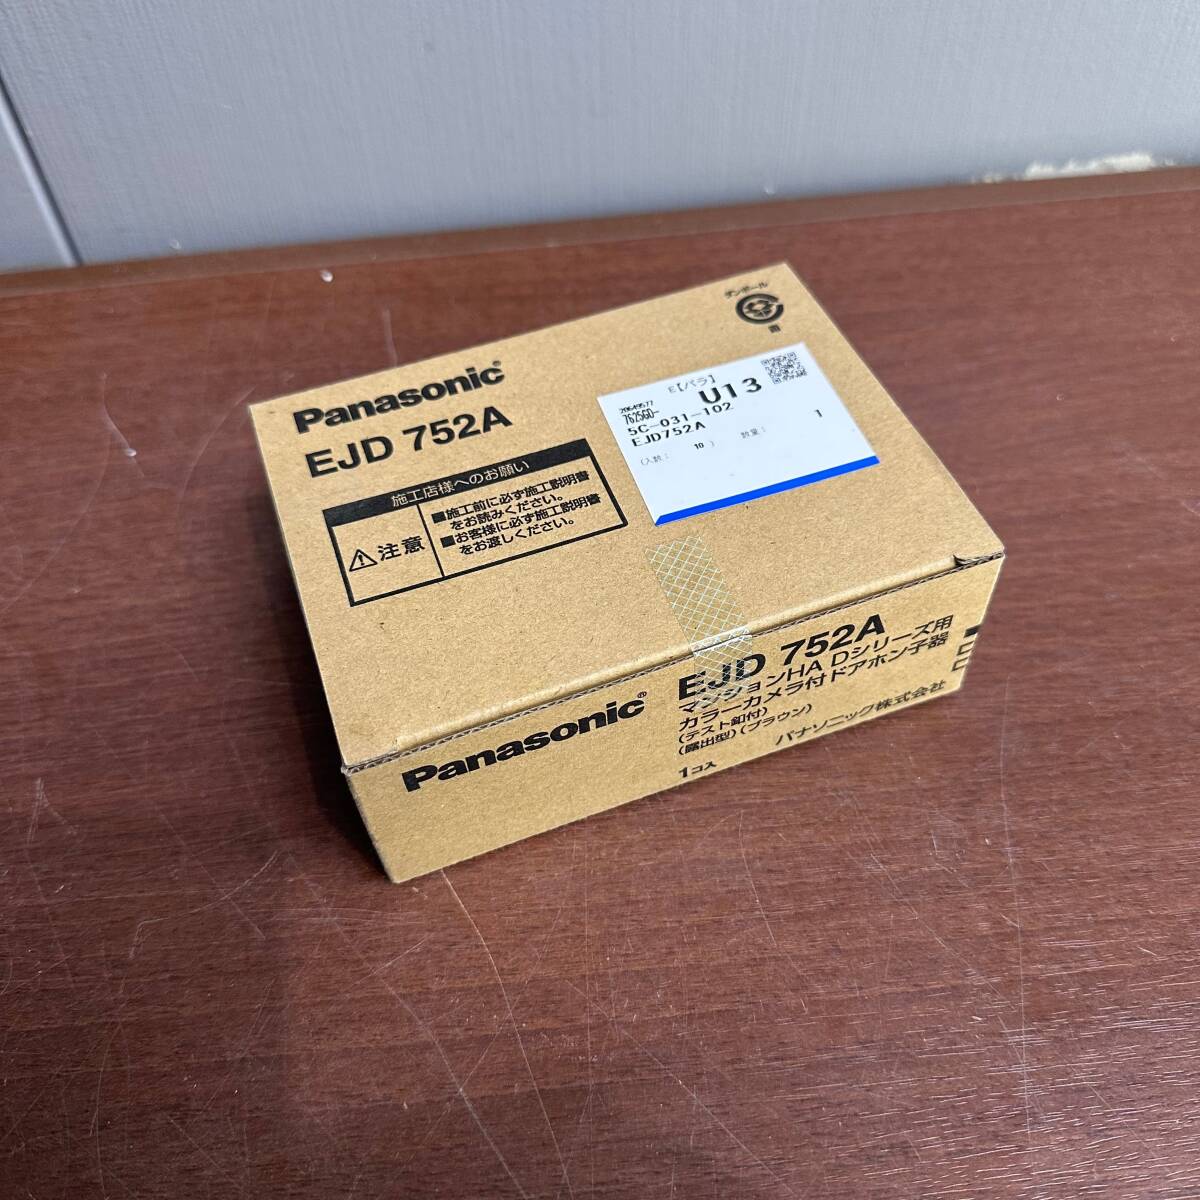 Panasonic
EJD 752A
施工店様へのお願い
注意
■施工前に必ず施工説明書
をお読みください。
■お客様に必ず施工説明書
をお渡しください。
ダンボール
E[バラ]
U13
20649577
7625GD-
5C-031-102
EJD752A
(入数: 10) 数量: 1
Panasonic
EJD 752A
マンションHA Dシリーズ用
カラーカメラ付ドアホン子器
(テスト釦付)
(露出型)(ブラウン)
1コ入
パナソニック株式会社